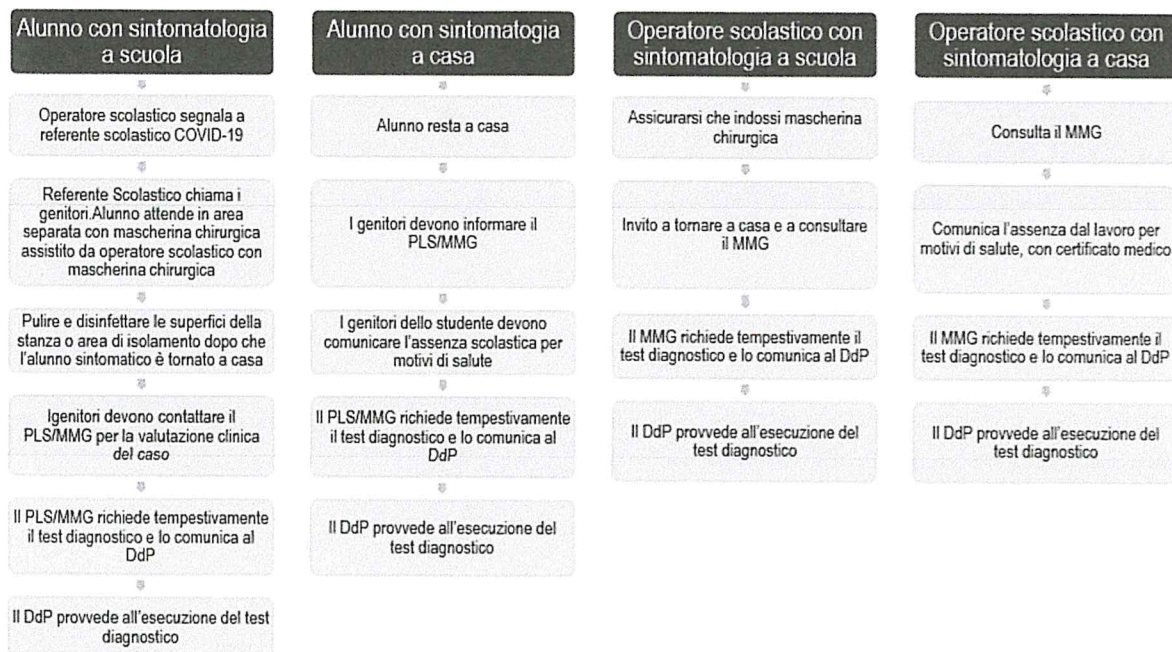 Alunno con sintomatologia
a scuola
Operatore scolastico segnala a
referente scolastico COVID-19
Referente Scolastico chiama i
genitori.Alunno attende in area
separata con mascherina chirurgica
assistito da operatore scolastico con
mascherina chirurgica
Pulire e disinfettare le superfici della
stanza o area di isolamento dopo che
l'alunno sintomatico è tornato a casa
Igenitori devono contattare il
PLS/MMG per la valutazione clinica
del caso
Il PLS/MMG richiede tempestivamente
il test diagnostico e lo comunica al
DdP
Il DdP provvede all'esecuzione del test
diagnostico
Alunno con sintomatogia
a casa
Alunno resta a casa
I genitori devono informare il
PLS/MMG
I genitori dello studente devono
comunicare l'assenza scolastica per
motivi di salute
Il PLS/MMG richiede tempestivamente
il test diagnostico e lo comunica al
DdP
Il DdP provvede all'esecuzione del
test diagnostico
Operatore scolastico con
sintomatologia a scuola
Assicurarsi che indossi mascherina
chirurgica
Invito a tornare a casa e a consultare
il MMG
Il MMG richiede tempestivamente il
test diagnostico e lo comunica al DdP
Il DdP provvede all'esecuzione del
test diagnostico
Operatore scolastico con
sintomatologia a casa
Consulta il MMG
Comunica l'assenza dal lavoro per
motivi di salute, con certificato medico
Il MMG richiede tempestivamente il
test diagnostico e lo comunica al DdP
Il DdP provvede all'esecuzione del
test diagnostico